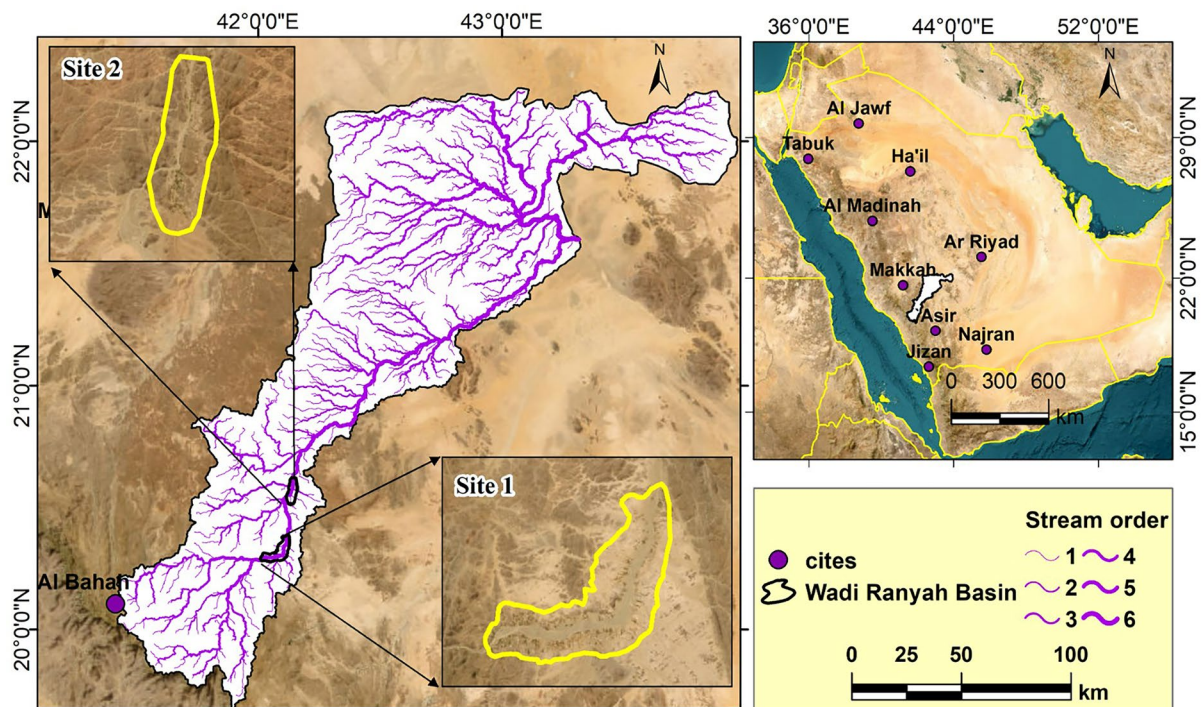 42°0'0"E
43°0'0"E
22°0'0"N
21°0'0"N
20°0'0"N
N
Site 2
M
Site 1
Al Bahah
36°0'0"E
44°0'0"E
52°0'0"E
29°0'0"N
22°0'0"N
15°0'0"N
N
Al Jawf
Tabuk
Ha'il
Al Madinah
Ar Riyad
Makkah
Asir
Najran
Jizan
0 300 600
km
Stream order
cites
Wadi Ranyah Basin
1 4
2 5
3 6
0 25 50 100
km